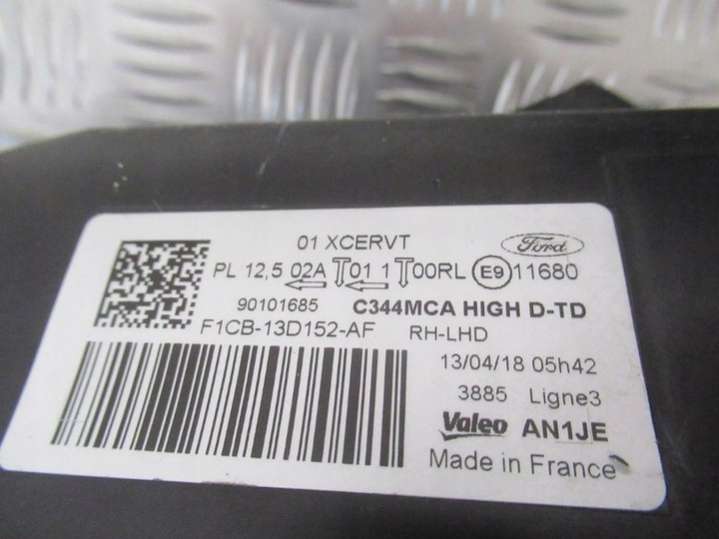 01 XCERVT
Ford
PL 12,5 02A 01 1 00RL E9 11680
90101685 C344MCA HIGH D-TD
F1CB-13D152-AF RH-LHD
13/04/18 05h42
3885 Ligne3
Valeo AN1JE
Made in France